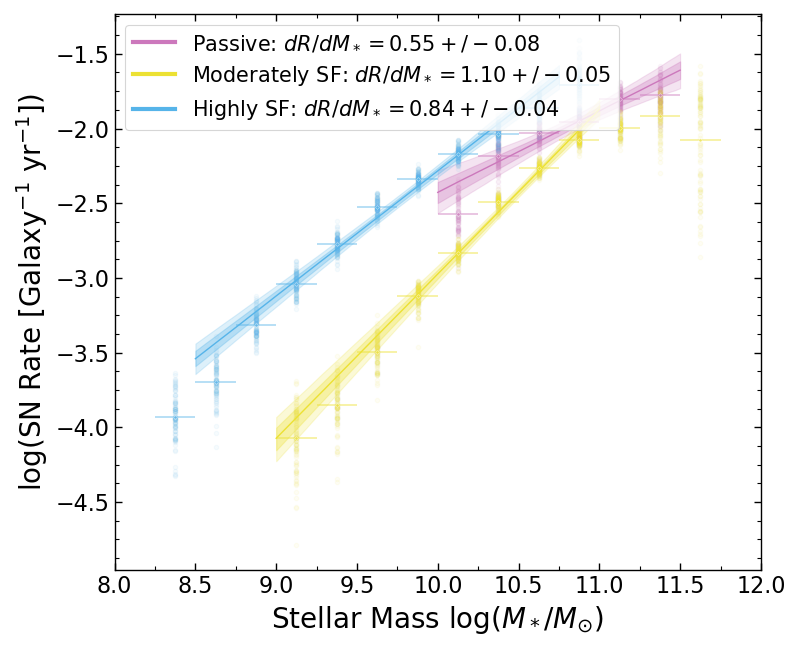 Passive: dR/dM* = 0.55 +/− 0.08
Moderately SF: dR/dM* = 1.10 +/− 0.05
Highly SF: dR/dM* = 0.84 +/− 0.04
log(SN Rate [Galaxy⁻¹ yr⁻¹])
−1.5
−2.0
−2.5
−3.0
−3.5
−4.0
−4.5
8.0 8.5 9.0 9.5 10.0 10.5 11.0 11.5 12.0
Stellar Mass log(M*/M⊙)